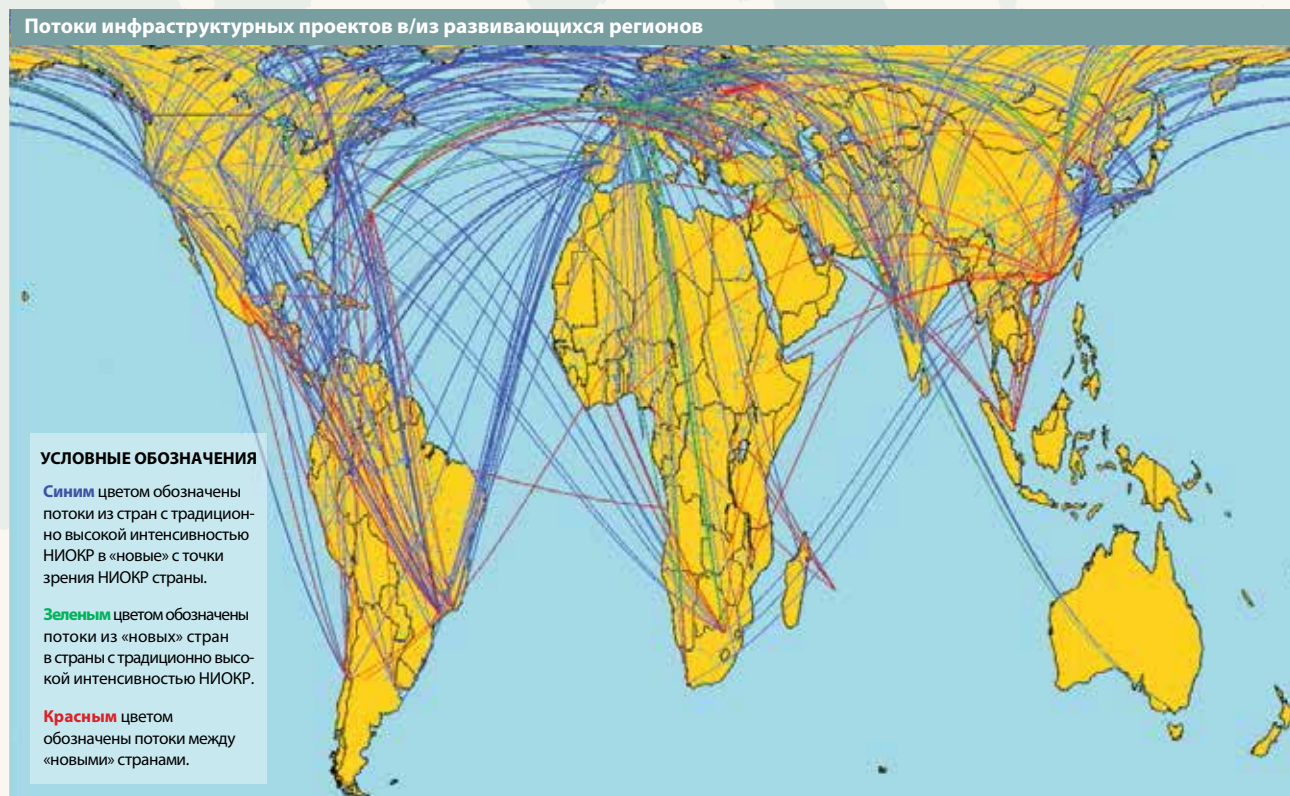 Потоки инфраструктурных проектов в/из развивающихся регионов
УСЛОВНЫЕ ОБОЗНАЧЕНИЯ
Синим цветом обозначены
потоки из стран с традицион-
но высокой интенсивностью
НИОКР в «новые» с точки
зрения НИОКР страны.
Зеленым цветом обозначены
потоки из «новых» стран
в страны с традиционно высо-
кой интенсивностью НИОКР.
Красным цветом
обозначены потоки между
«новыми» странами.